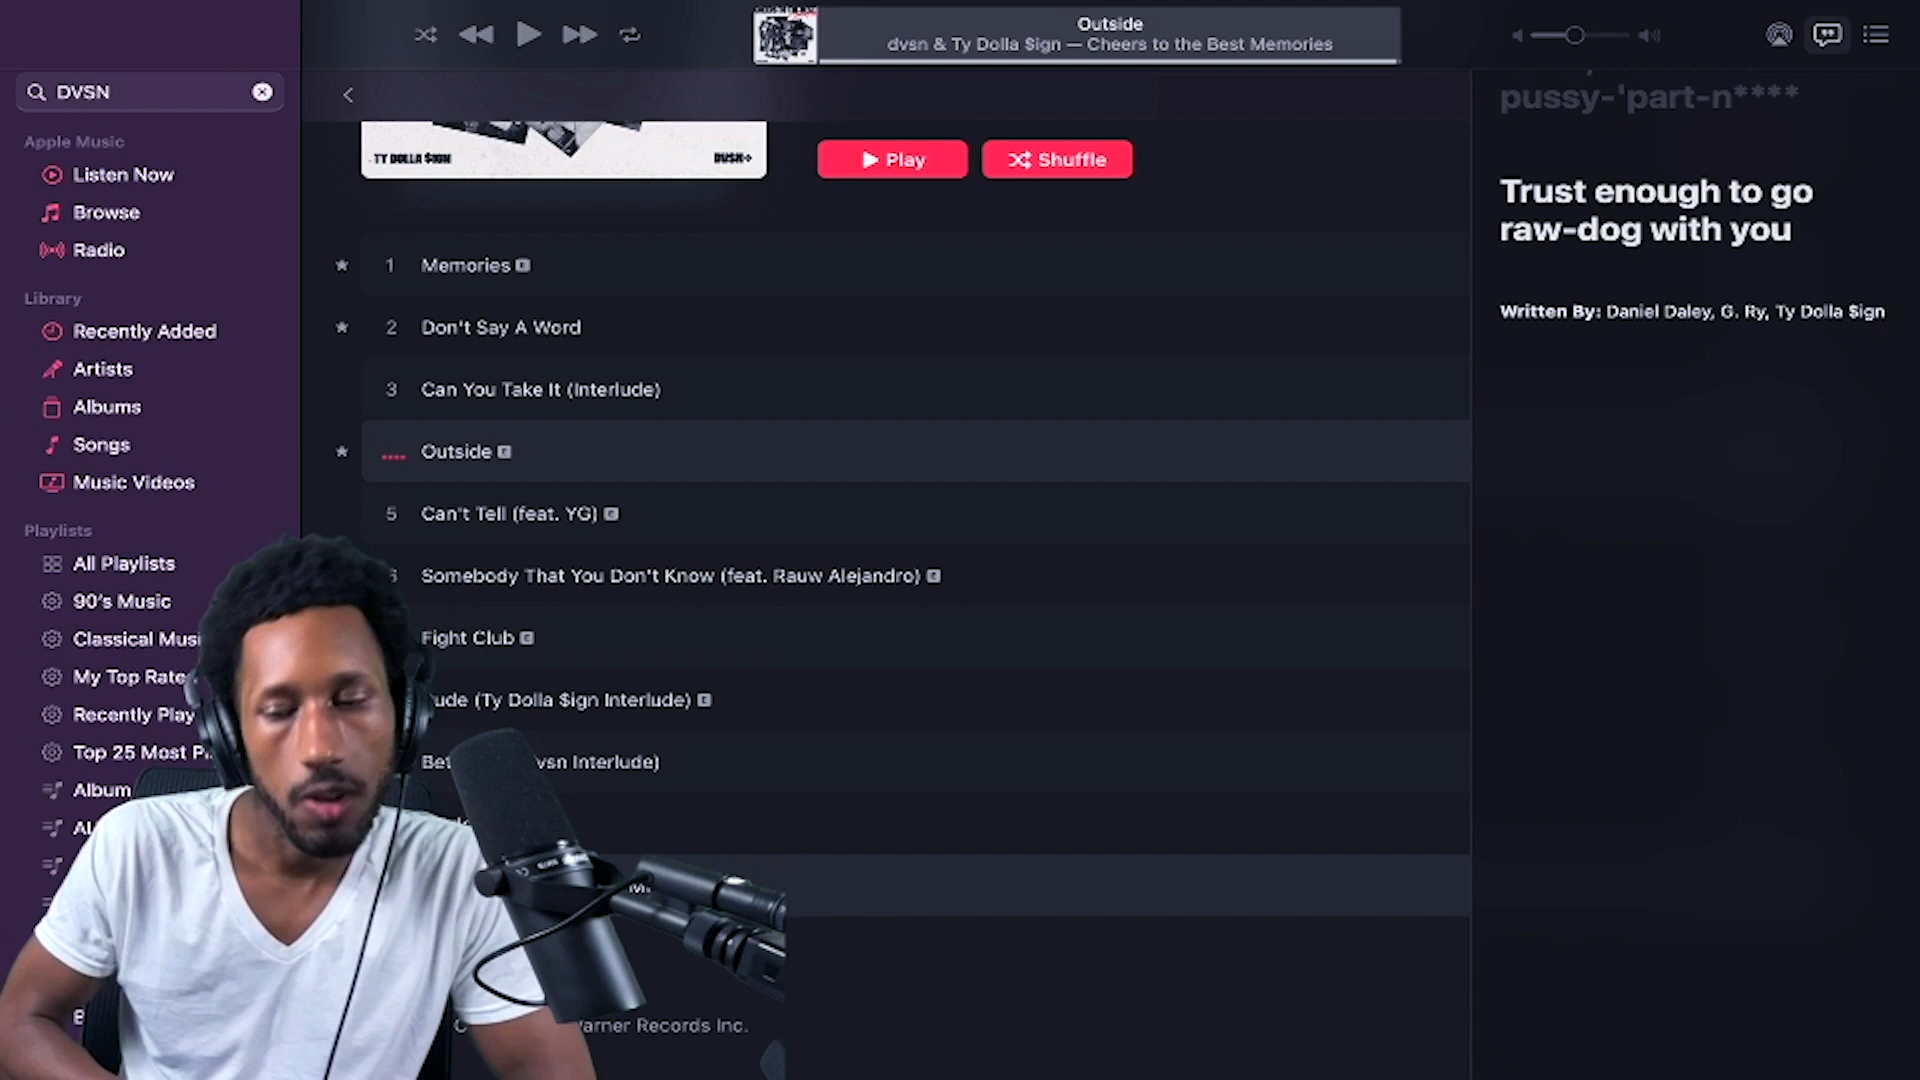 Outside
dvsn & Ty Dolla $ign — Cheers to the Best Memories
DVSN
Apple Music
Listen Now
Browse
Radio
Library
Recently Added
Artists
Albums
Songs
Music Videos
Playlists
All Playlists
90's Music
Classical Musi
My Top Rate
Recently Play
Top 25 Most P
Album
TY DOLLA $IGN
DVSN
Play
Shuffle
1 Memories E
2 Don't Say A Word
3 Can You Take It (Interlude)
Outside E
5 Can't Tell (feat. YG) E
Somebody That You Don't Know (feat. Rauw Alejandro) E
Fight Club E
ude (Ty Dolla $ign Interlude) E
Bet vsn Interlude)
arner Records Inc.
pussy-'part-n****
Trust enough to go
raw-dog with you
Written By: Daniel Daley, G. Ry, Ty Dolla $ign